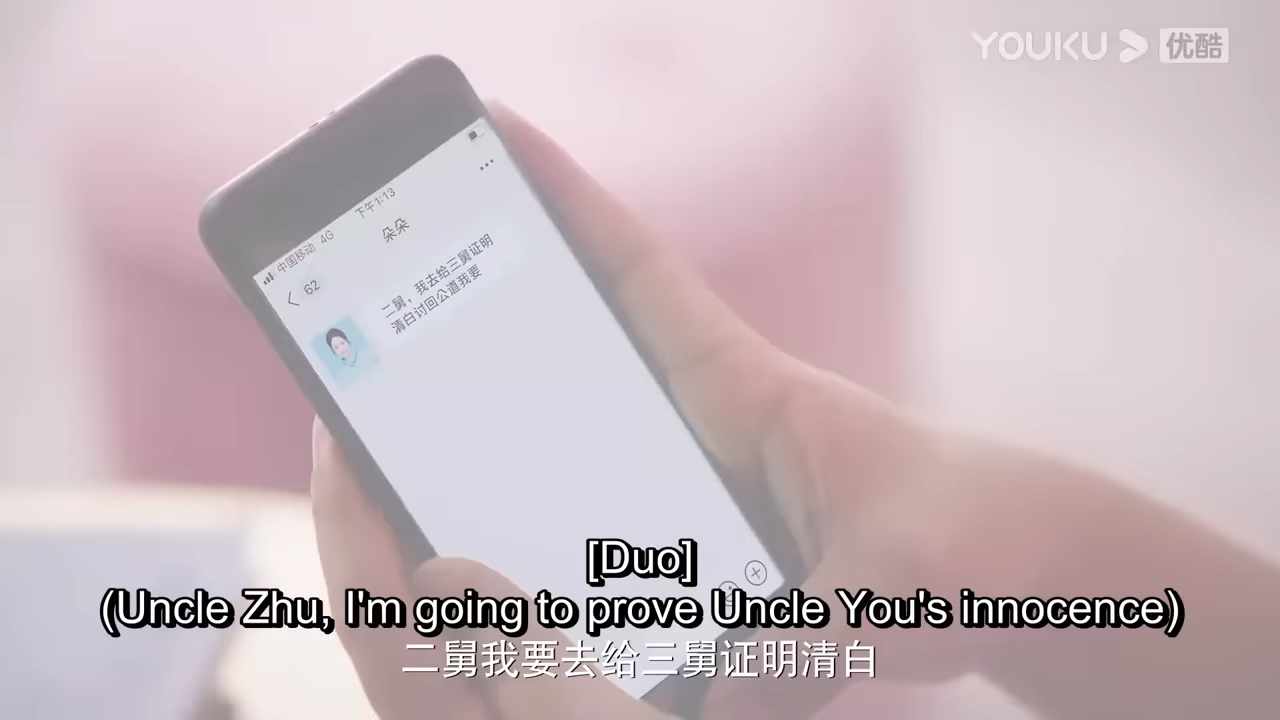 YOUKU 优酷
中国移动 4G 下午1:13
62 朵朵
二舅，我去给三舅证明
清白讨回公道我要
[Duo]
(Uncle Zhu, I'm going to prove Uncle You's innocence)
二舅我要去给三舅证明清白